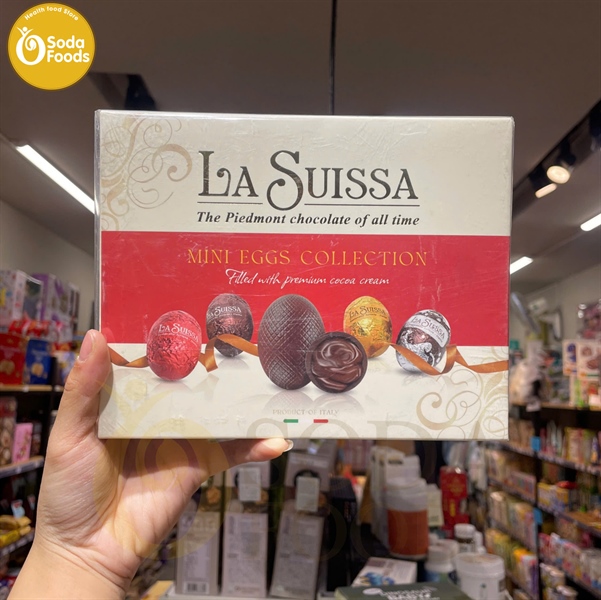 Health food Store
Soda
Foods
LA SUISSA
The Piedmont chocolate of all time
MINI EGGS COLLECTION
Filled with premium cocoa cream
LA SUISSA
LA SUISSA
LA SUISSA
PRODUCT OF ITALY
SODA